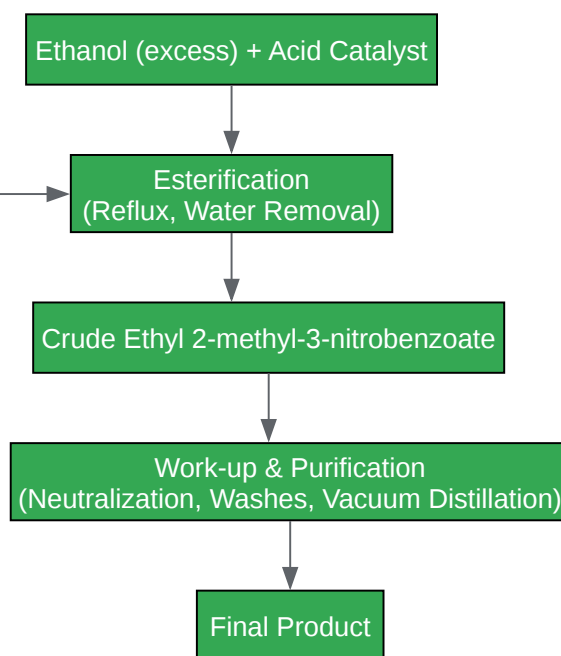 Ethanol (excess) + Acid Catalyst
Esterification
(Reflux, Water Removal)
Crude Ethyl 2-methyl-3-nitrobenzoate
Work-up & Purification
(Neutralization, Washes, Vacuum Distillation)
Final Product